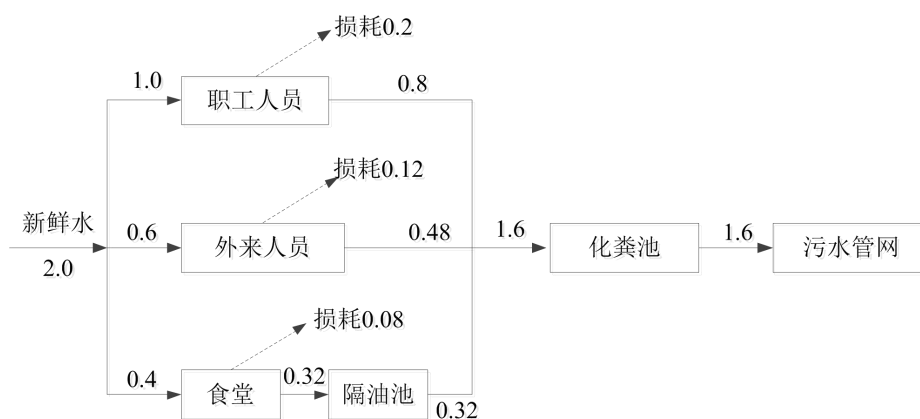 损耗0.2
1.0
职工人员
0.8
损耗0.12
新鲜水
2.0
0.6
外来人员
0.48
1.6
化粪池
1.6
污水管网
损耗0.08
0.4
食堂
0.32
隔油池
0.32